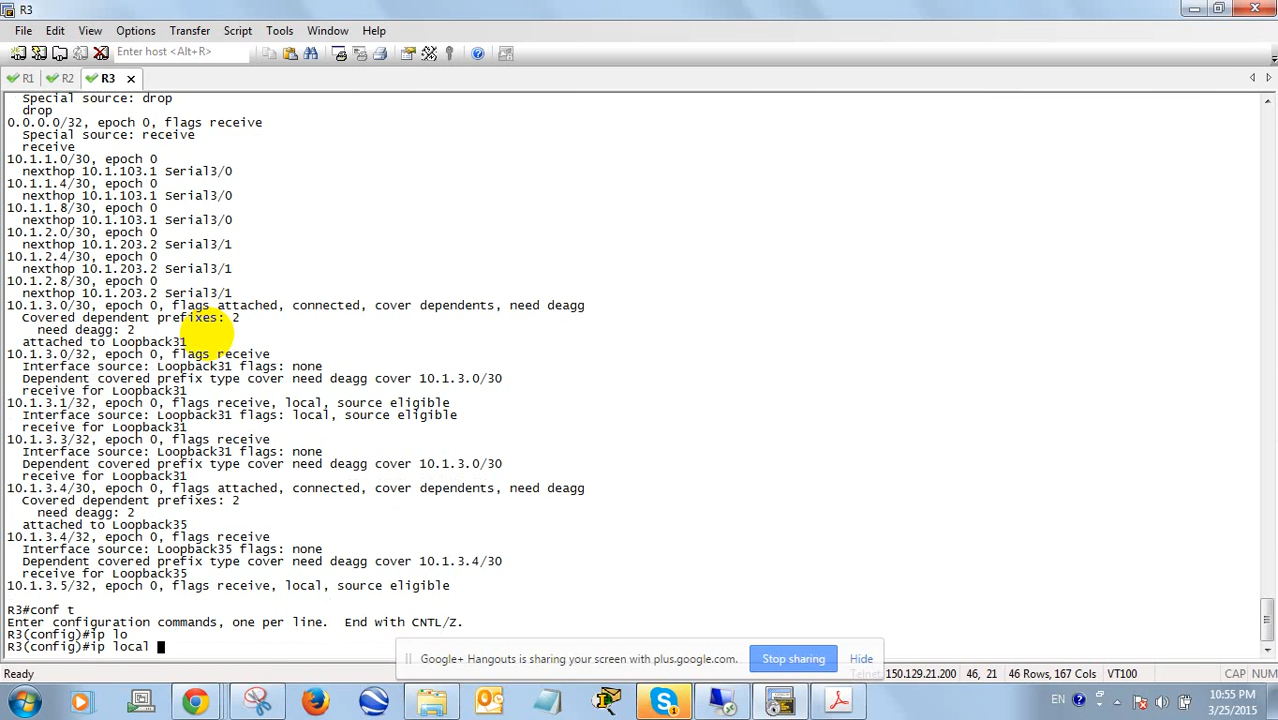 R3
File Edit View Options Transfer Script Tools Window Help
Enter host <Alt+R>
R1 R2 R3
Special source: drop
drop
0.0.0.0/32, epoch 0, flags receive
Special source: receive
receive
10.1.1.0/30, epoch 0
nexthop 10.1.103.1 Serial3/0
10.1.1.4/30, epoch 0
nexthop 10.1.103.1 Serial3/0
10.1.1.8/30, epoch 0
nexthop 10.1.103.1 Serial3/0
10.1.2.0/30, epoch 0
nexthop 10.1.203.2 Serial3/1
10.1.2.4/30, epoch 0
nexthop 10.1.203.2 Serial3/1
10.1.2.8/30, epoch 0
nexthop 10.1.203.2 Serial3/1
10.1.3.0/30, epoch 0, flags attached, connected, cover dependents, need deagg
Covered dependent prefixes: 2
need deagg: 2
attached to Loopback31
10.1.3.0/32, epoch 0, flags receive
Interface source: Loopback31 flags: none
Dependent covered prefix type cover need deagg cover 10.1.3.0/30
receive for Loopback31
10.1.3.1/32, epoch 0, flags receive, local, source eligible
Interface source: Loopback31 flags: local, source eligible
receive for Loopback31
10.1.3.3/32, epoch 0, flags receive
Interface source: Loopback31 flags: none
Dependent covered prefix type cover need deagg cover 10.1.3.0/30
receive for Loopback31
10.1.3.4/30, epoch 0, flags attached, connected, cover dependents, need deagg
Covered dependent prefixes: 2
need deagg: 2
attached to Loopback35
10.1.3.4/32, epoch 0, flags receive
Interface source: Loopback35 flags: none
Dependent covered prefix type cover need deagg cover 10.1.3.4/30
receive for Loopback35
10.1.3.5/32, epoch 0, flags receive, local, source eligible
R3#conf t
Enter configuration commands, one per line. End with CNTL/Z.
R3(config)#ip lo
R3(config)#ip local
Google+ Hangouts is sharing your screen with plus.google.com. Stop sharing Hide
Ready Telnet: 150.129.21.200 46, 21 46 Rows, 167 Cols VT100 CAP NUM
EN 10:55 PM
3/25/2015